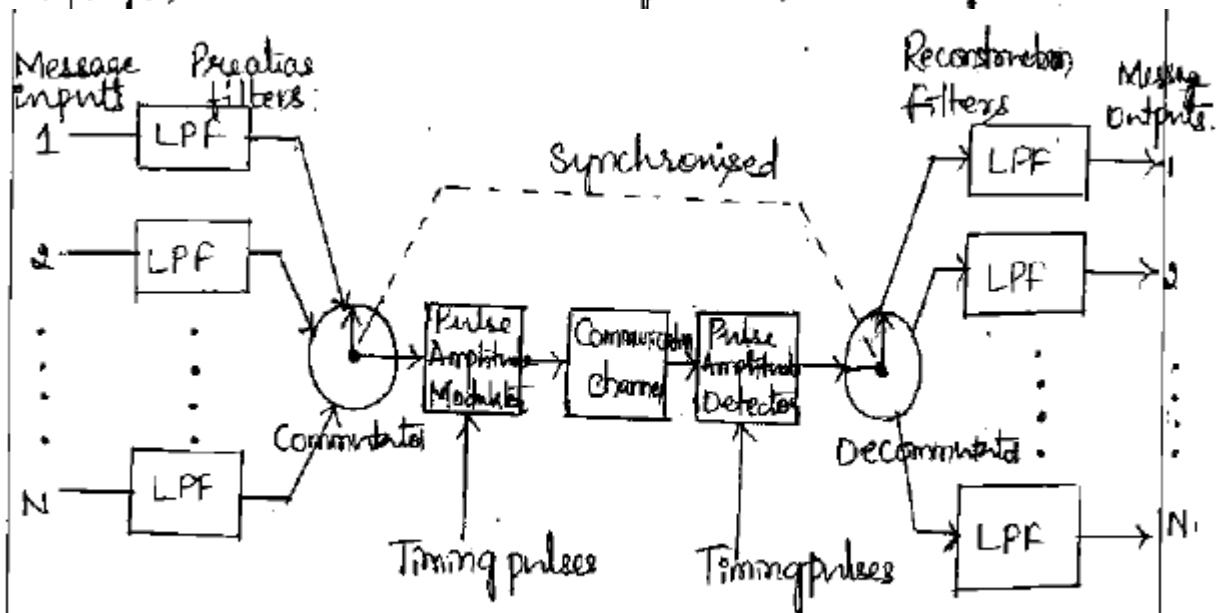 Message
inputs
Prealias
filters:
1
LPF
2
LPF
N
LPF
Commutator
Synchronised
Pulse
Amplitude
Modulator
Communication
channel
Pulse
Amplitude
Detector
Timing pulses
Timing pulses
Decommutator
Reconstruction
filters
Message
Outputs.
LPF
1
LPF
2
LPF
N.